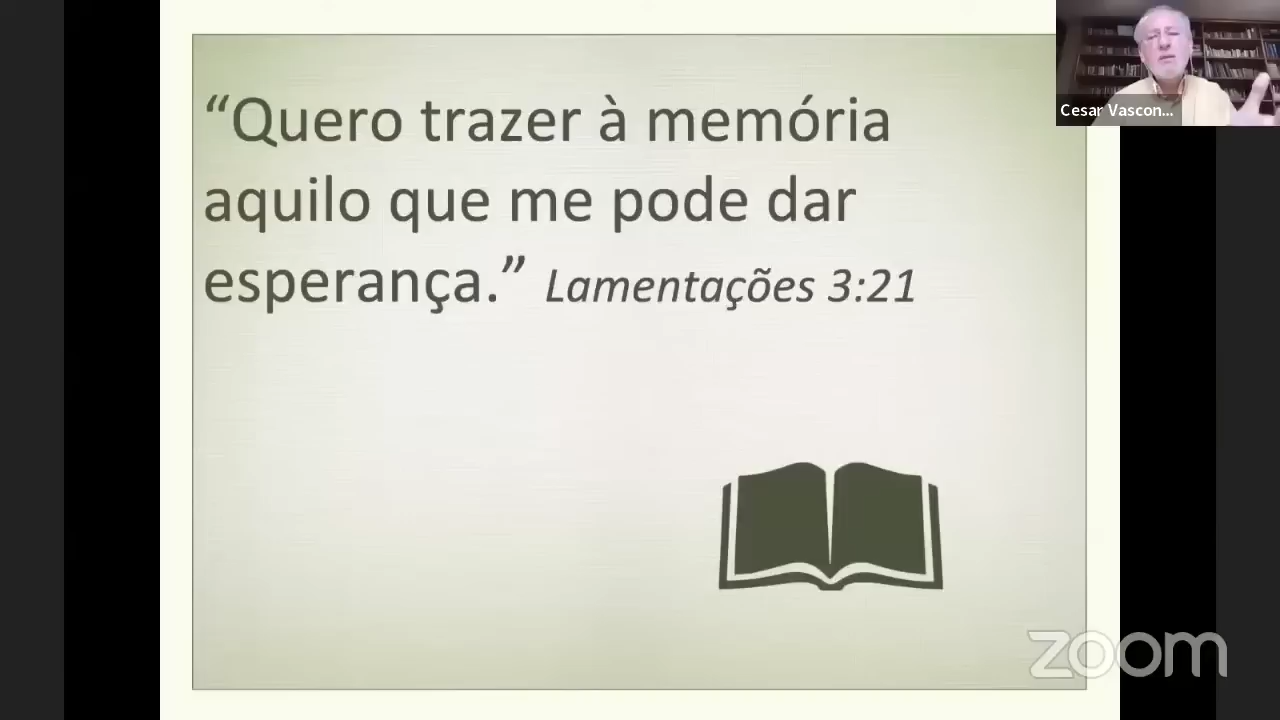 “Quero trazer à memória
aquilo que me pode dar
esperança.” Lamentações 3:21
Cesar Vascon...
zoom